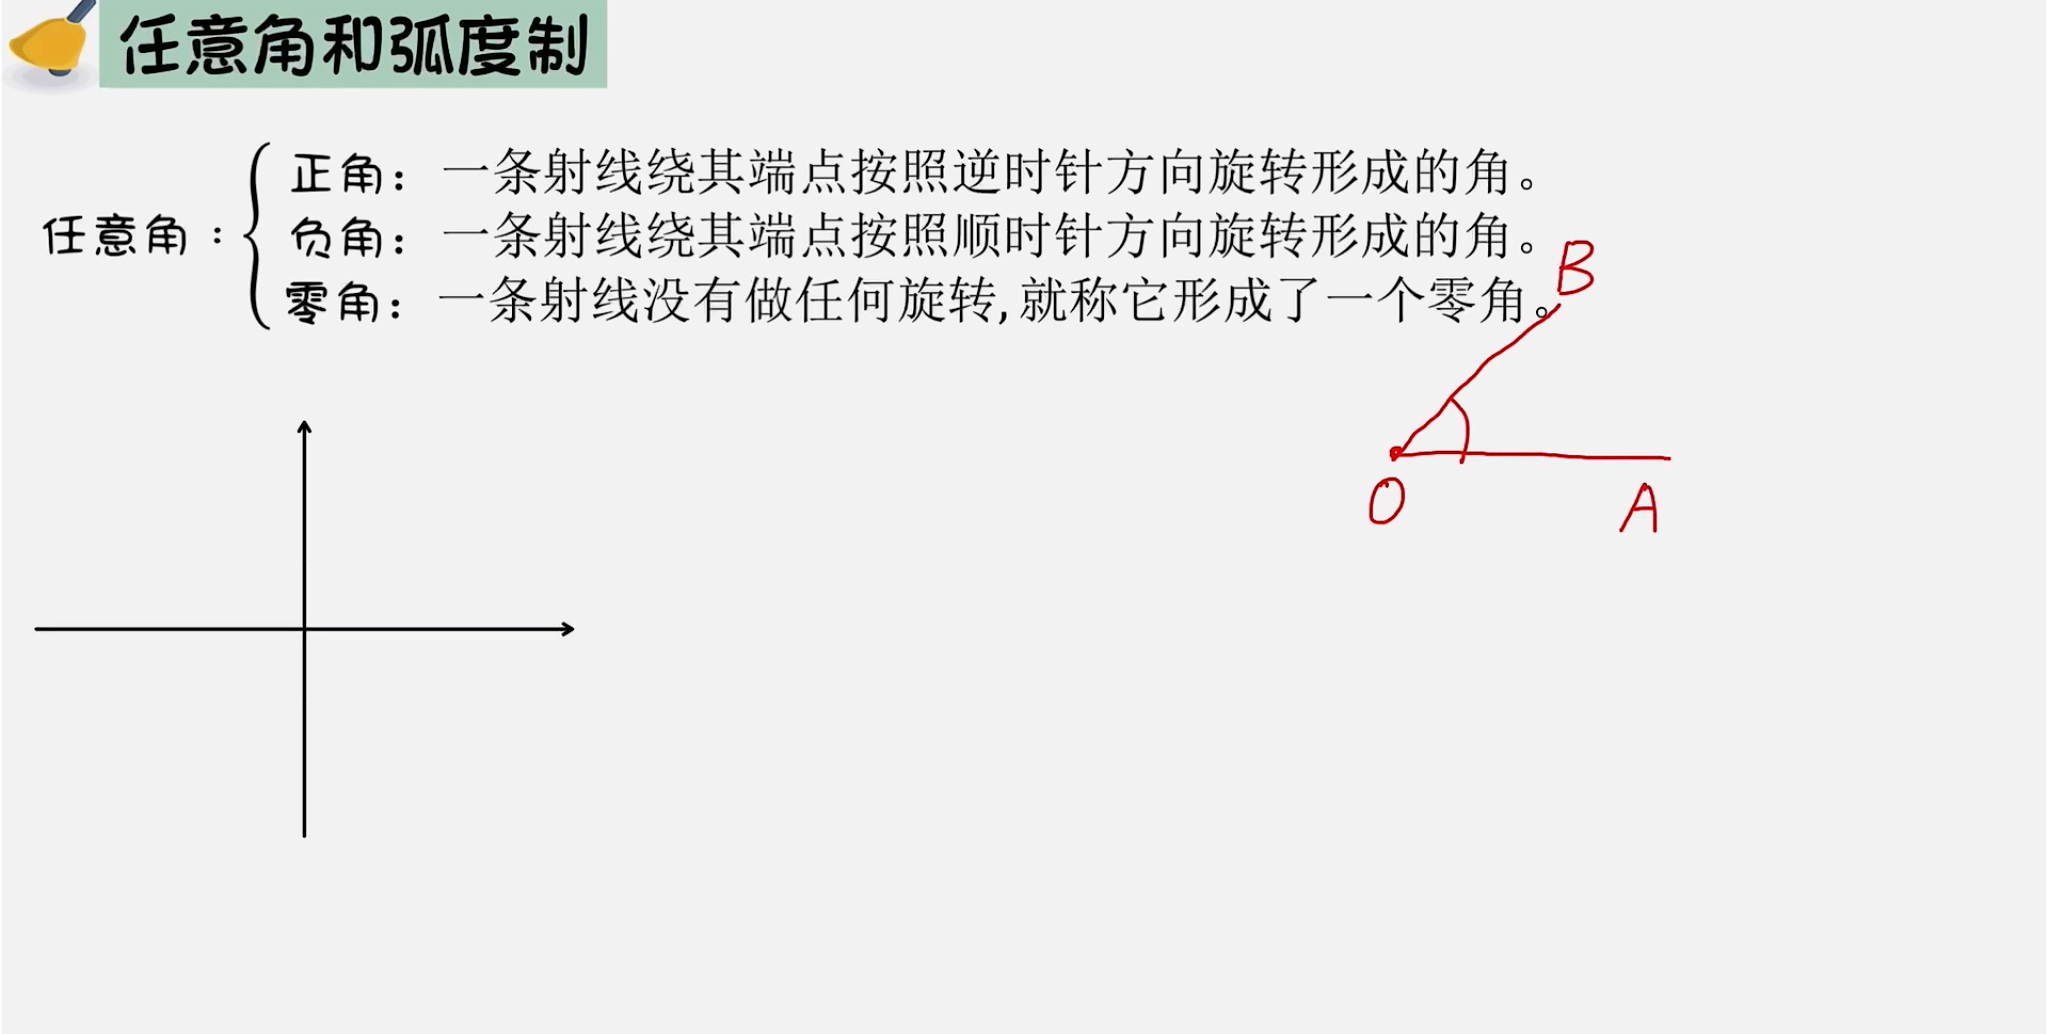 任意角和弧度制
正角：一条射线绕其端点按照逆时针方向旋转形成的角。
任意角：
负角：一条射线绕其端点按照顺时针方向旋转形成的角。
零角：一条射线没有做任何旋转，就称它形成了一个零角。
B
O
A